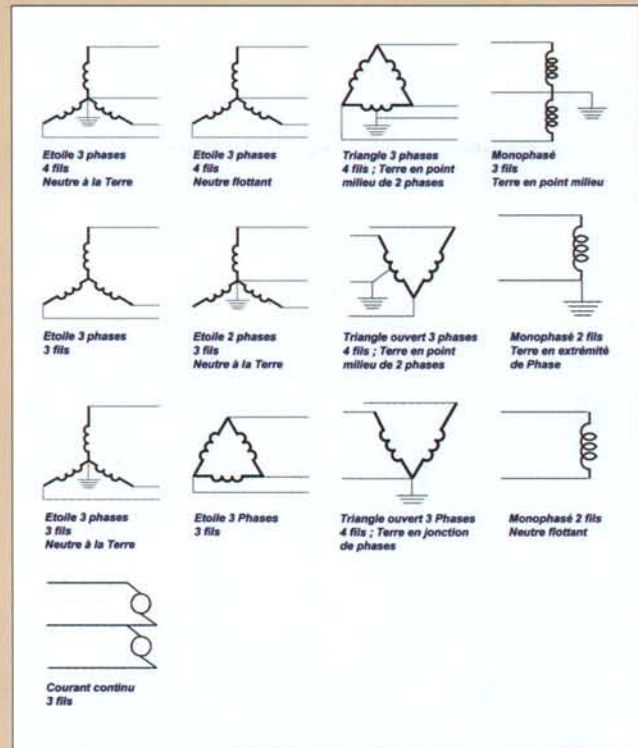 Etoile 3 phases
4 fils
Neutre à la Terre
Etoile 3 phases
4 fils
Neutre flottant
Triangle 3 phases
4 fils ; Terre en point
milieu de 2 phases
Monophasé
3 fils
Terre en point milieu
Etoile 3 phases
3 fils
Etoile 2 phases
3 fils
Neutre à la Terre
Triangle ouvert 3 phases
4 fils ; Terre en point
milieu de 2 phases
Monophasé 2 fils
Terre en extrémité
de Phase
Etoile 3 phases
3 fils
Neutre à la Terre
Etoile 3 Phases
3 fils
Triangle ouvert 3 Phases
4 fils ; Terre en jonction
de phases
Monophasé 2 fils
Neutre flottant
Courant continu
3 fils